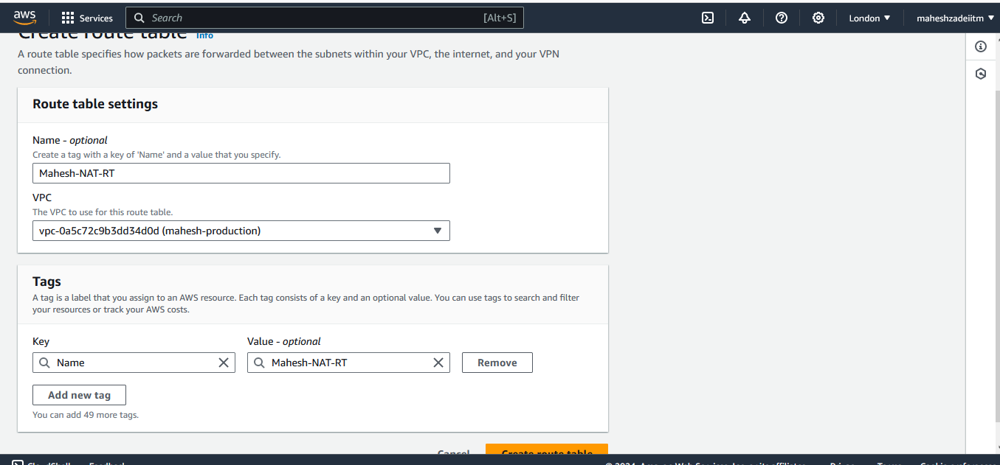 aws
Services
Search
[Alt+S]
London
maheshzadeiitm
Create route table Info
A route table specifies how packets are forwarded between the subnets within your VPC, the internet, and your VPN
connection.
Route table settings
Name - optional
Create a tag with a key of 'Name' and a value that you specify.
Mahesh-NAT-RT
VPC
The VPC to use for this route table.
vpc-0a5c72c9b3dd34d0d (mahesh-production)
Tags
A tag is a label that you assign to an AWS resource. Each tag consists of a key and an optional value. You can use tags to search and filter
your resources or track your AWS costs.
Key
Value - optional
Name
Mahesh-NAT-RT
Remove
Add new tag
You can add 49 more tags.
Cancel
Create route table
CloudShell
Feedback
© 2024, Amazon Web Services, Inc. or its affiliates.
Privacy
Terms
Cookie preferences